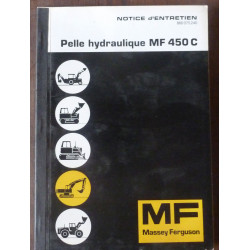 NOTICE D'ENTRETIEN
Pelle hydraulique MF 450 C
MF
Massey Ferguson